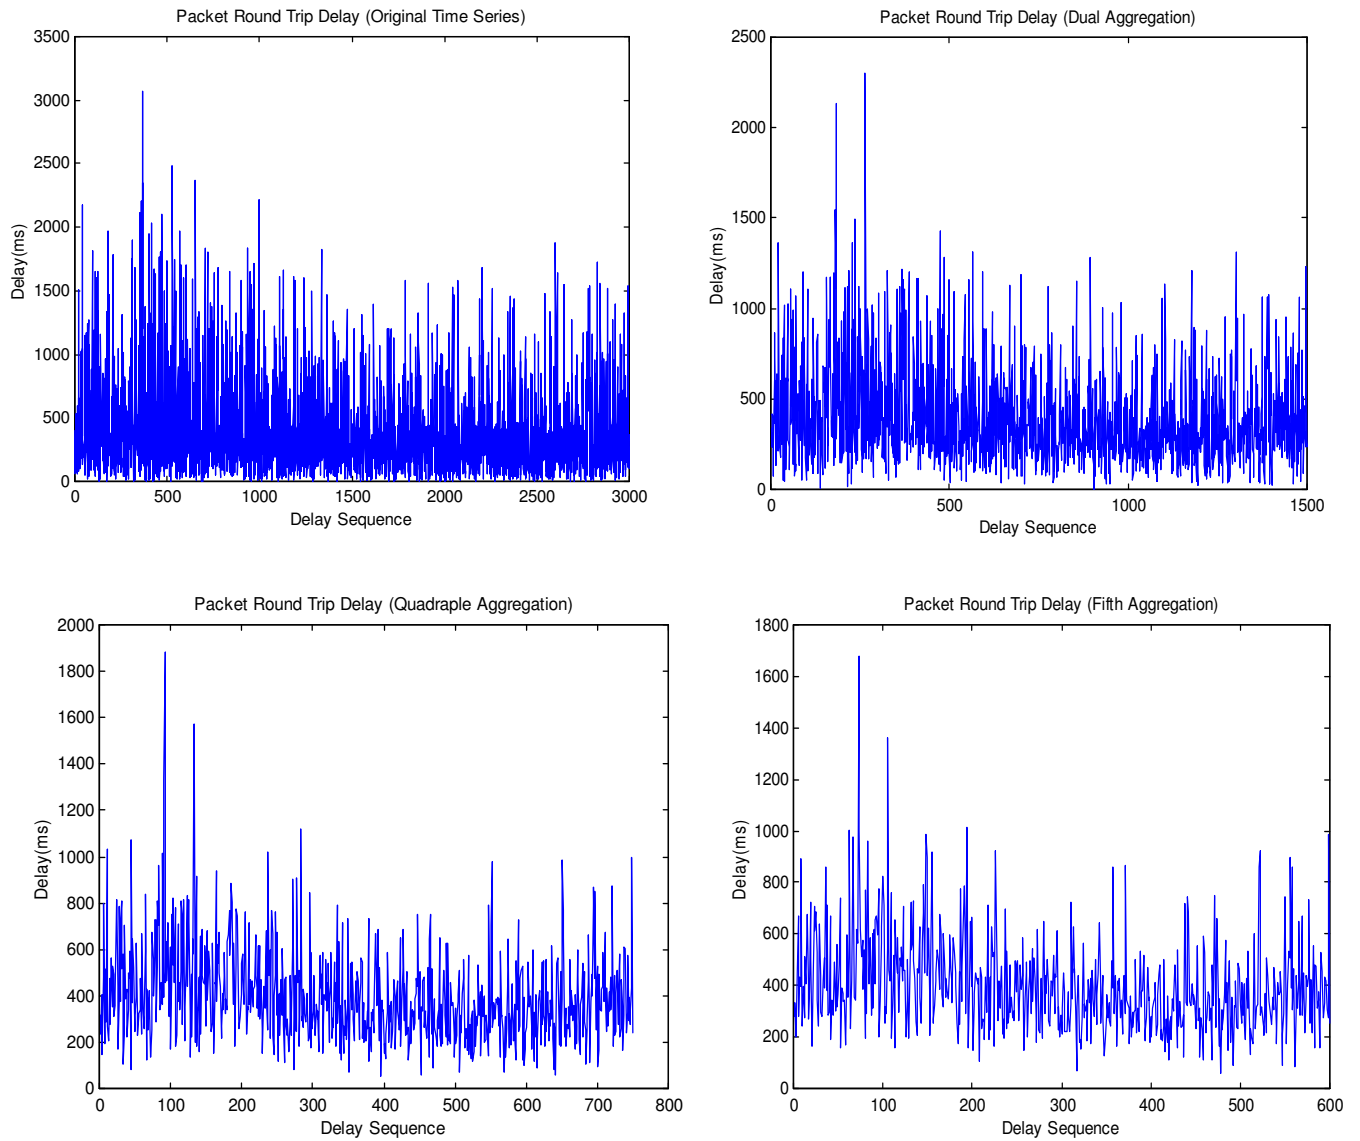 Packet Round Trip Delay (Original Time Series)
3500
3000
2500
2000
1500
1000
500
0
Delay(ms)
0 500 1000 1500 2000 2500 3000
Delay Sequence
Packet Round Trip Delay (Dual Aggregation)
2500
2000
1500
1000
500
0
Delay(ms)
0 500 1000 1500
Delay Sequence
Packet Round Trip Delay (Quadraple Aggregation)
2000
1800
1600
1400
1200
1000
800
600
400
200
0
Delay(ms)
0 100 200 300 400 500 600 700 800
Delay Sequence
Packet Round Trip Delay (Fifth Aggregation)
1800
1600
1400
1200
1000
800
600
400
200
0
Delay(ms)
0 100 200 300 400 500 600
Delay Sequence